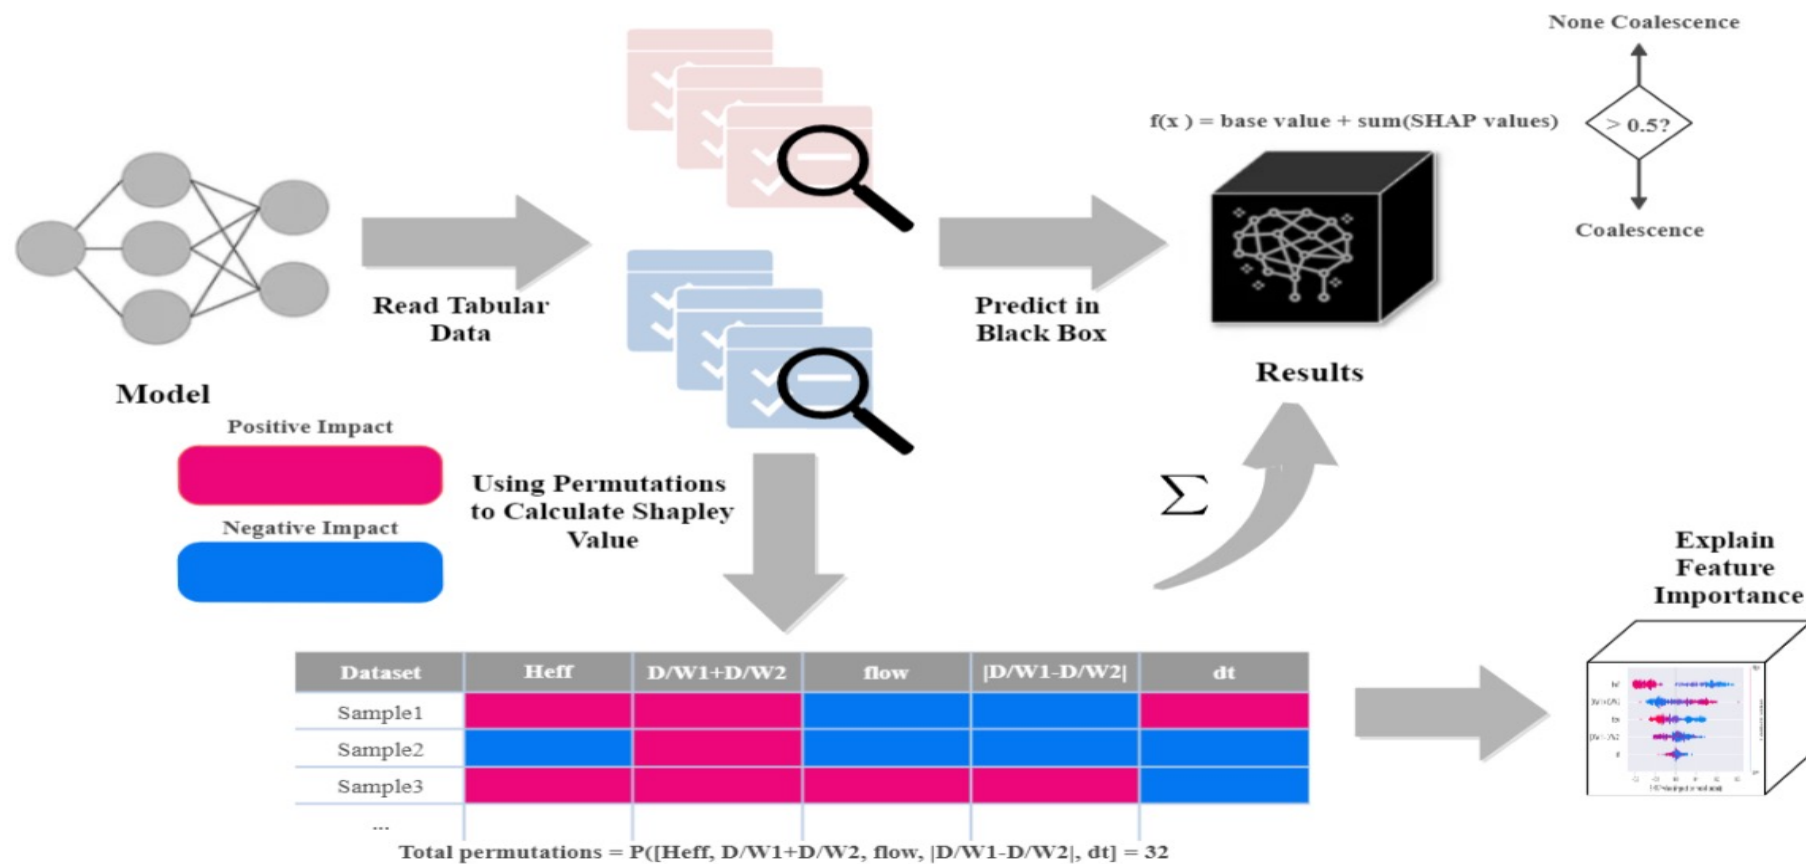 None Coalescence
f(x ) = base value + sum(SHAP values)
> 0.5?
Coalescence
Read Tabular
Data
Predict in
Black Box
Results
Model
Positive Impact
Negative Impact
Using Permutations
to Calculate Shapley
Value
∑
Explain
Feature
Importance
Dataset Heff D/W1+D/W2 flow |D/W1-D/W2| dt
Sample1
Sample2
Sample3
...
Total permutations = P([Heff, D/W1+D/W2, flow, |D/W1-D/W2|, dt] = 32